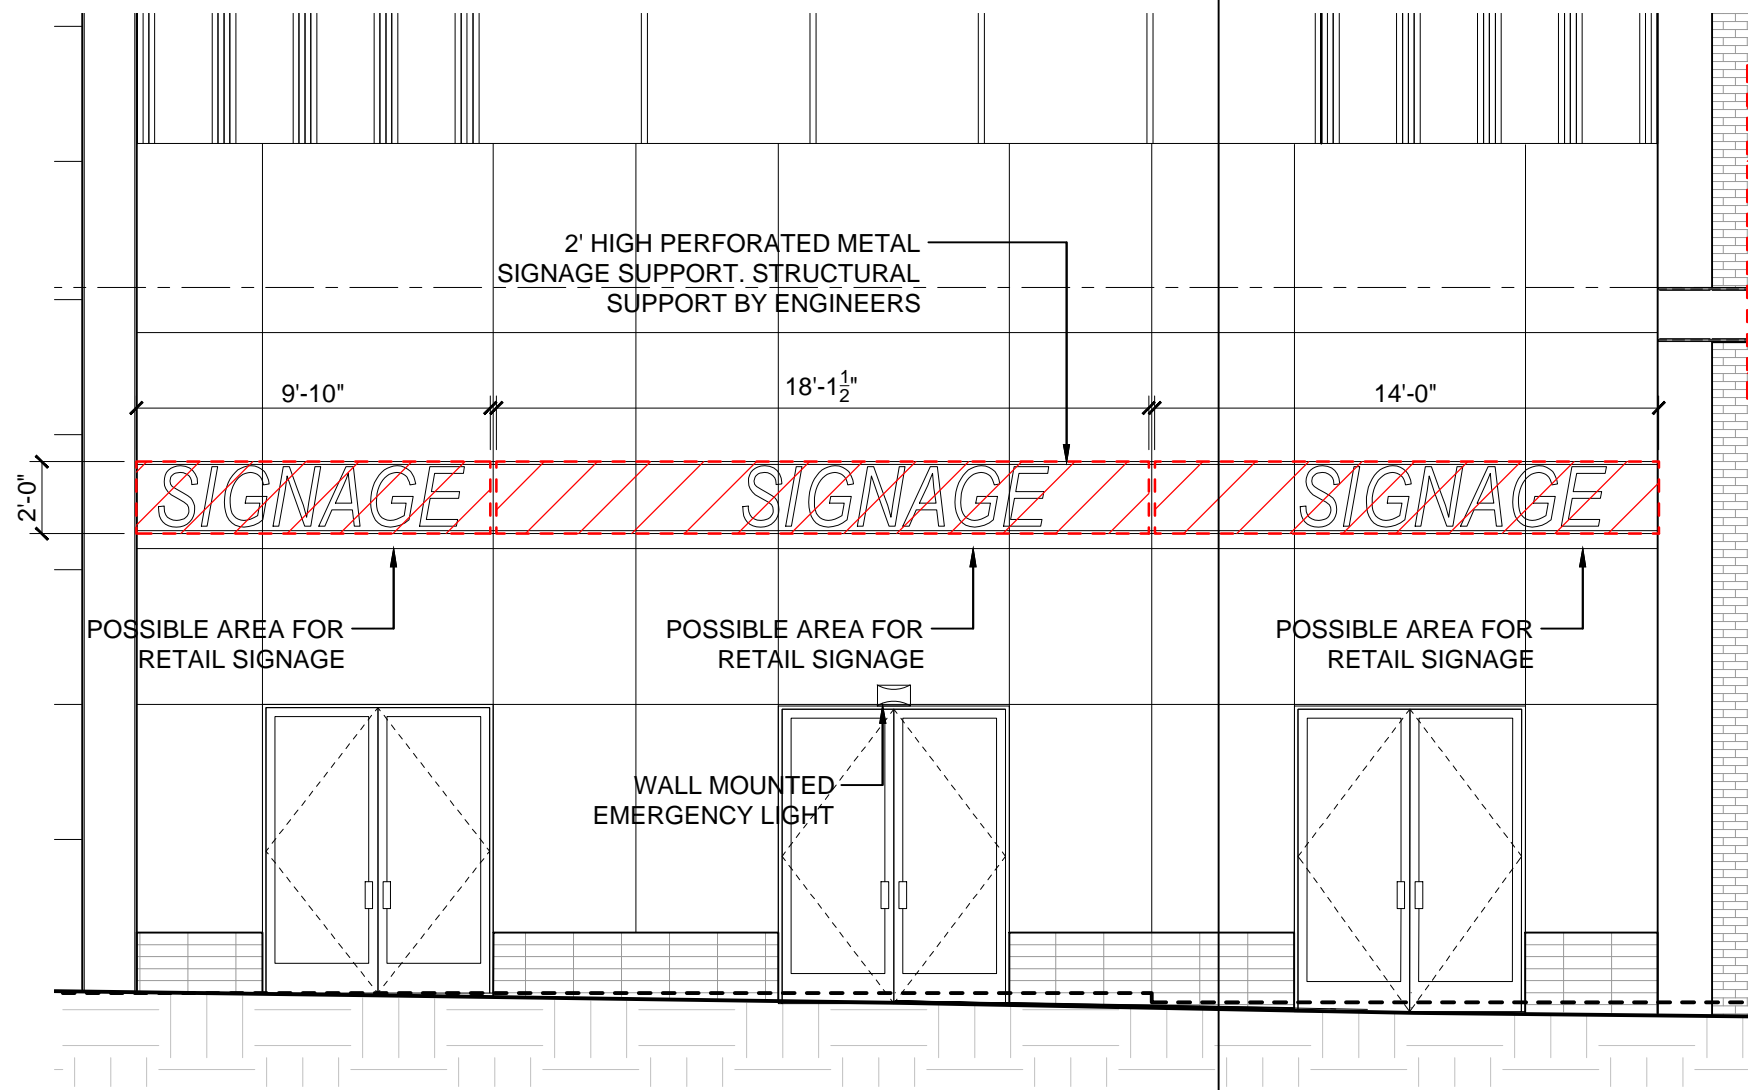 2' HIGH PERFORATED METAL
SIGNAGE SUPPORT. STRUCTURAL
SUPPORT BY ENGINEERS
9'-10"
18'-1 1/2"
14'-0"
2'-0"
SIGNAGE
SIGNAGE
SIGNAGE
POSSIBLE AREA FOR
RETAIL SIGNAGE
POSSIBLE AREA FOR
RETAIL SIGNAGE
POSSIBLE AREA FOR
RETAIL SIGNAGE
WALL MOUNTED
EMERGENCY LIGHT